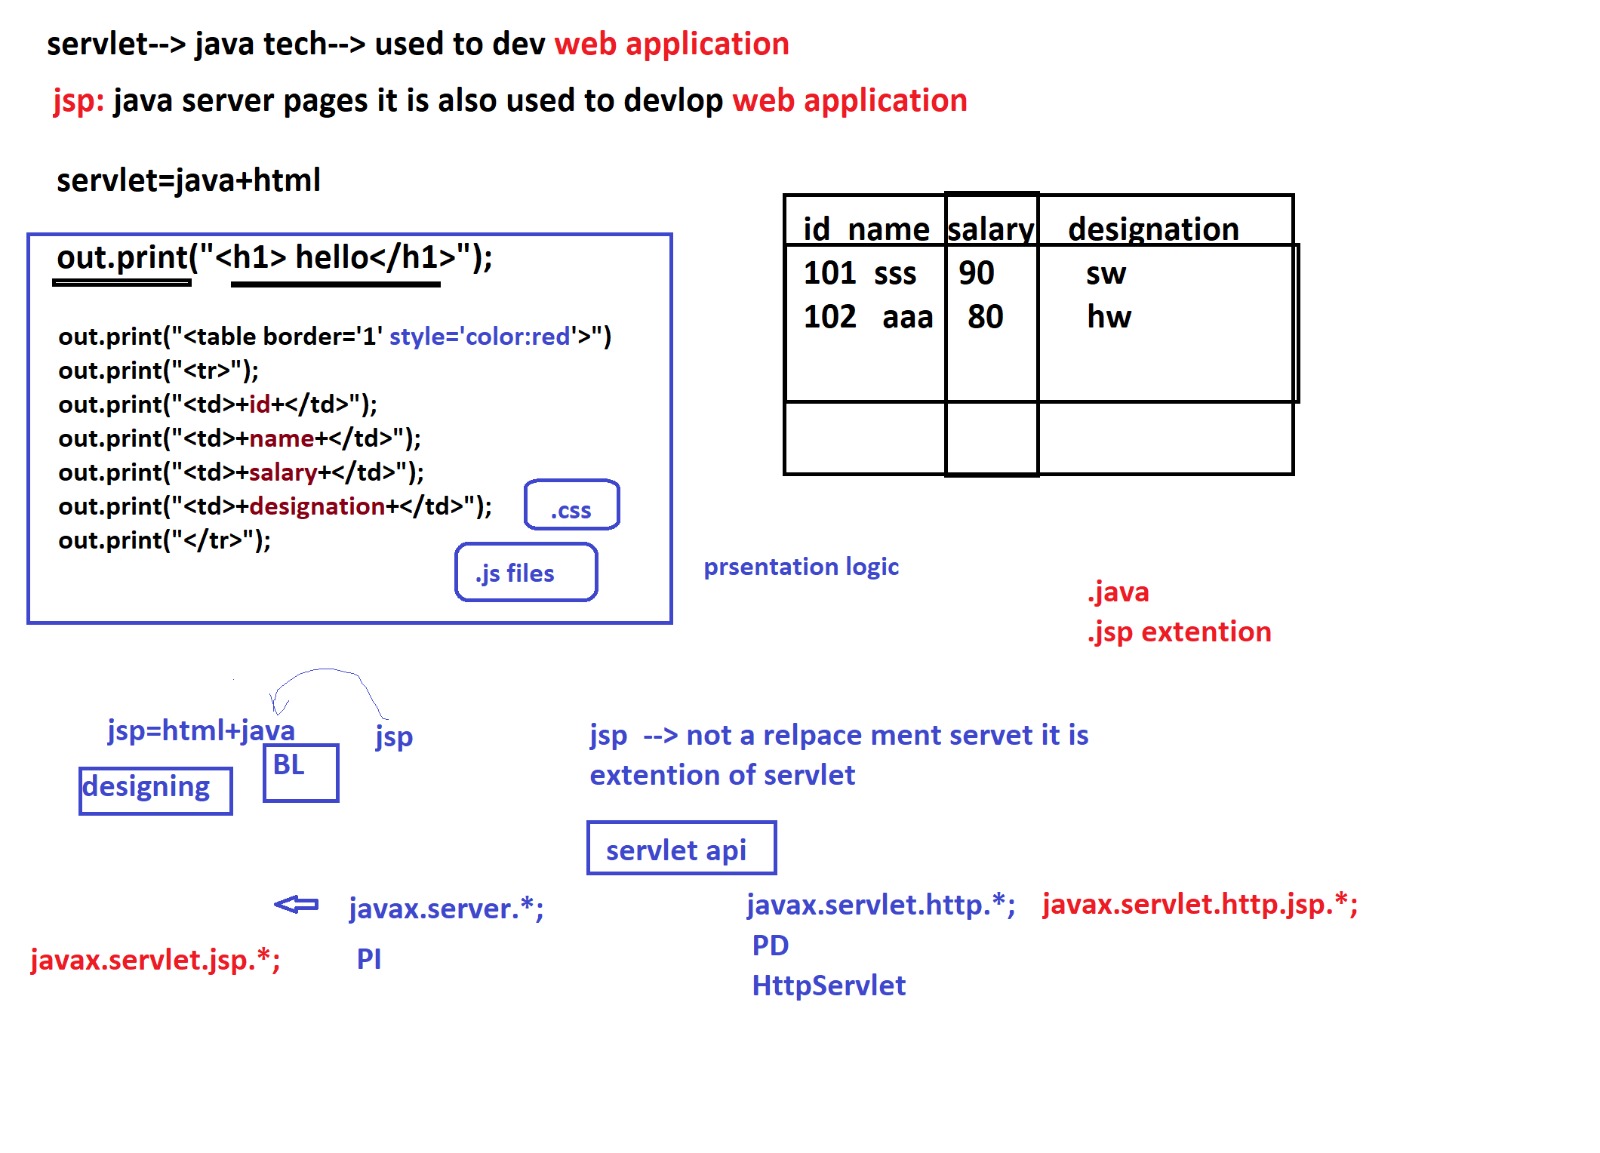 servlet--> java tech--> used to dev web application
jsp: java server pages it is also used to devlop web application
servlet=java+html
out.print("<h1> hello</h1>");
out.print("<table border='1' style='color:red'>")
out.print("<tr>");
out.print("<td>+id+</td>");
out.print("<td>+name+</td>");
out.print("<td>+salary+</td>");
out.print("<td>+designation+</td>");
out.print("</tr>");
.css
.js files
id name salary designation
101 sss 90 sw
102 aaa 80 hw
prsentation logic
.java
.jsp extention
jsp=html+java
jsp
BL
designing
jsp --> not a relpace ment servet it is
extention of servlet
servlet api
javax.server.*;
javax.servlet.http.*;
javax.servlet.http.jsp.*;
javax.servlet.jsp.*;
PI
PD
HttpServlet